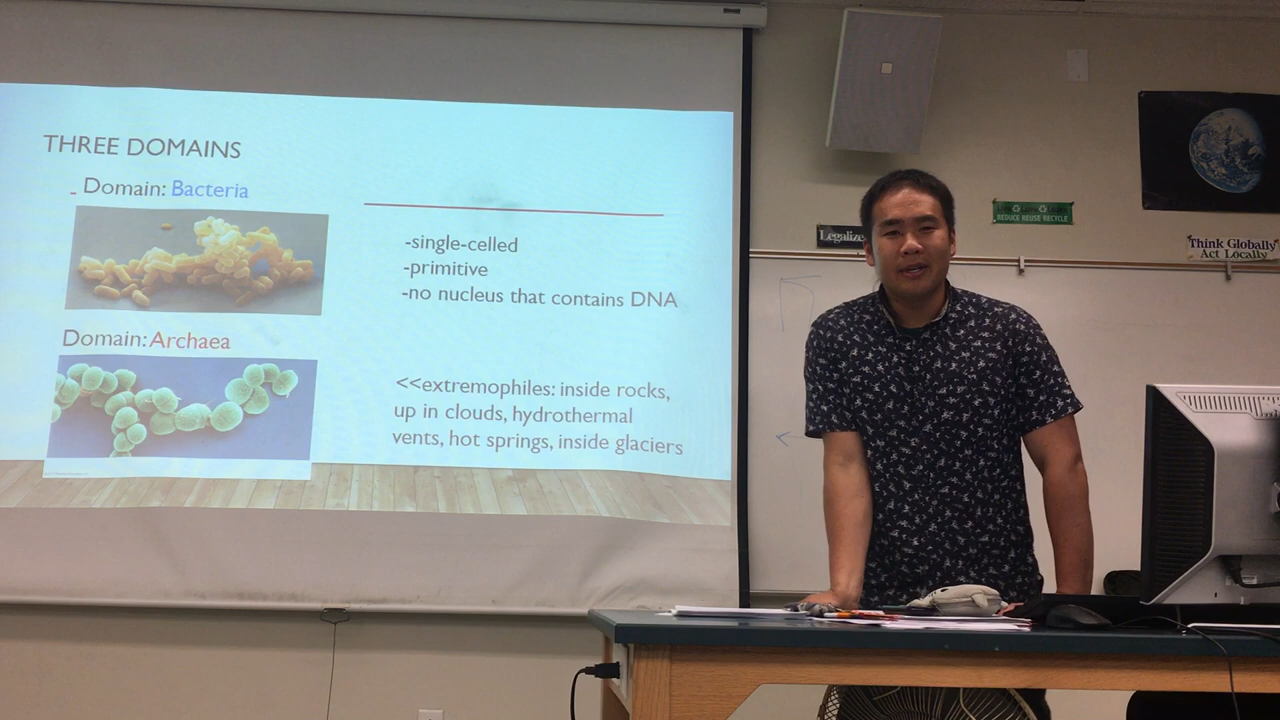 THREE DOMAINS
- Domain: Bacteria
-single-celled
-primitive
-no nucleus that contains DNA
Domain: Archaea
<<extremophiles: inside rocks,
up in clouds, hydrothermal
vents, hot springs, inside glaciers
Legalize
REDUCE REUSE RECYCLE
Think Globally
Act Locally